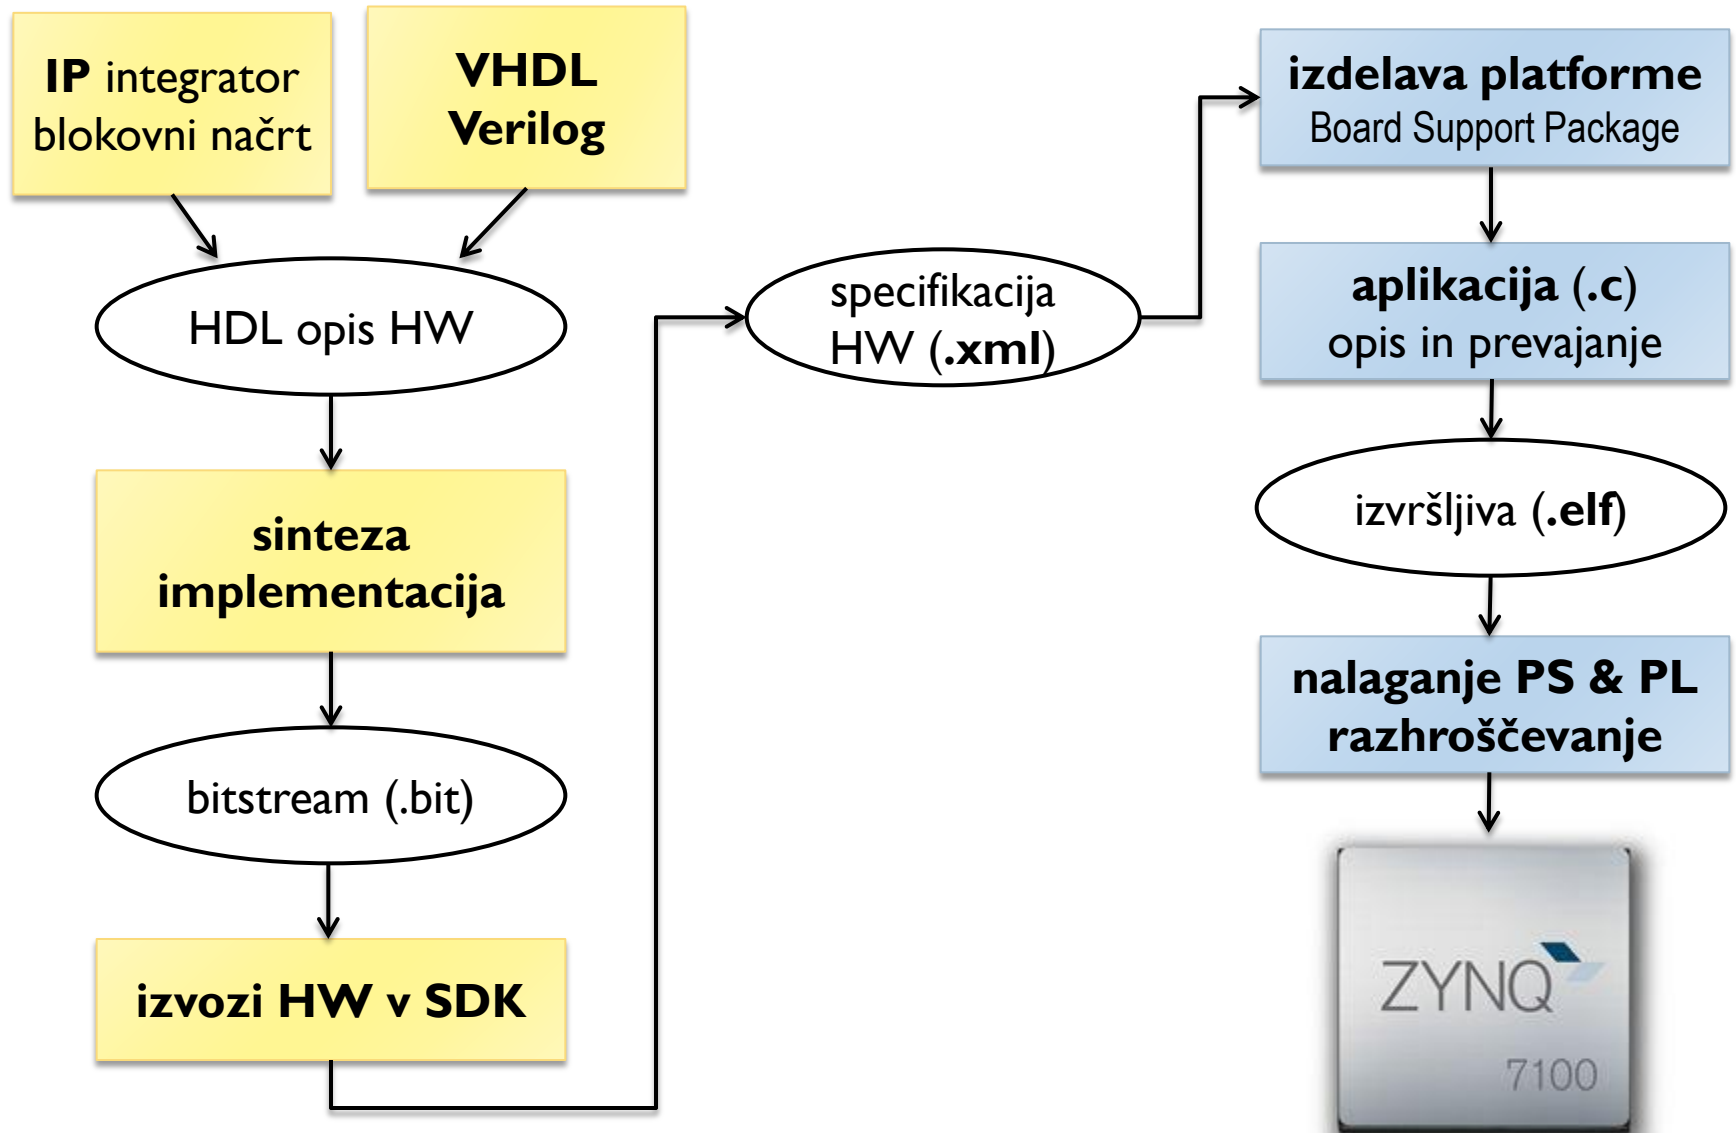 IP integrator
blokovni načrt
VHDL
Verilog
HDL opis HW
sinteza
implementacija
bitstream (.bit)
izvozi HW v SDK
specifikacija
HW (.xml)
izdelava platforme
Board Support Package
aplikacija (.c)
opis in prevajanje
izvršljiva (.elf)
nalaganje PS & PL
razhroščevanje
ZYNQ
7100